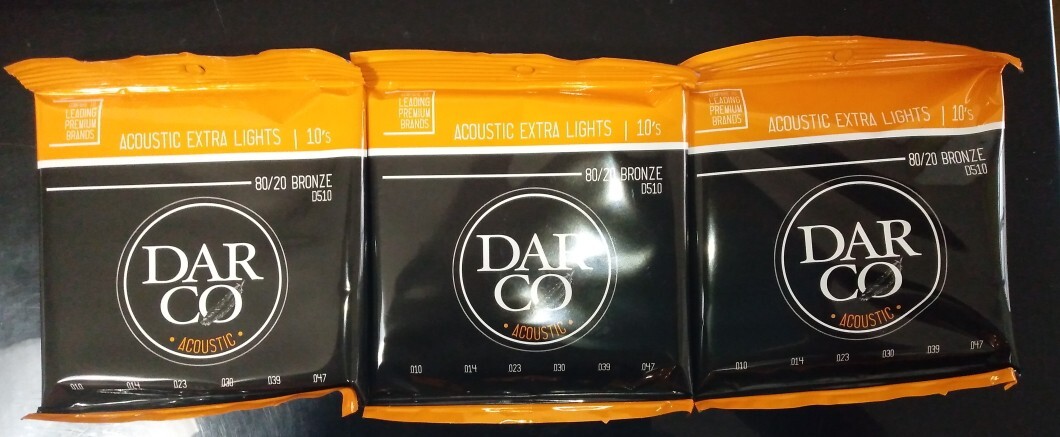 LEADING
PREMIUM
BRANDS
ACOUSTIC EXTRA LIGHTS | 10's
80/20 BRONZE
D510
DAR
CO
• ACOUSTIC •
.010 .014 .023 .030 .039 .047
LEADING
PREMIUM
BRANDS
ACOUSTIC EXTRA LIGHTS | 10's
80/20 BRONZE
D510
DAR
CO
• ACOUSTIC •
.010 .014 .023 .030 .039 .047
LEADING
PREMIUM
BRANDS
ACOUSTIC EXTRA LIGHTS | 10's
80/20 BRONZE
D510
DAR
CO
• ACOUSTIC •
.010 .014 .023 .030 .039 .047